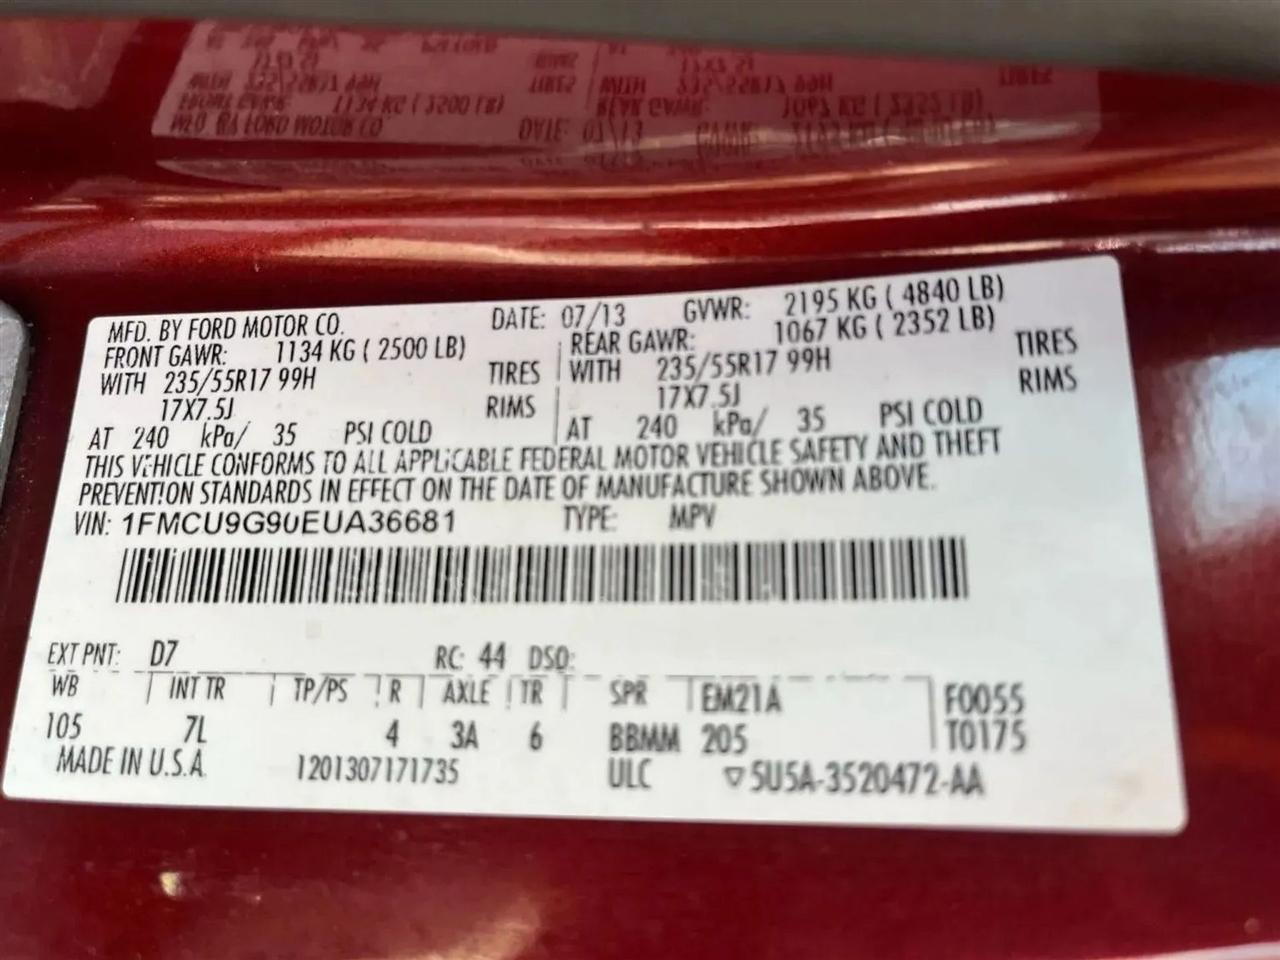 MFD. BY FORD MOTOR CO. DATE: 07/13 GVWR: 2195 KG ( 4840 LB)
FRONT GAWR: 1134 KG ( 2500 LB) REAR GAWR: 1067 KG ( 2352 LB)
WITH 235/55R17 99H TIRES WITH 235/55R17 99H TIRES
17X7.5J RIMS 17X7.5J RIMS
AT 240 kPa/ 35 PSI COLD AT 240 kPa/ 35 PSI COLD
THIS VEHICLE CONFORMS TO ALL APPLICABLE FEDERAL MOTOR VEHICLE SAFETY AND THEFT
PREVENTION STANDARDS IN EFFECT ON THE DATE OF MANUFACTURE SHOWN ABOVE.
VIN: 1FMCU9G90EUA36681 TYPE: MPV
EXT PNT: D7 RC: 44 DSO:
WB INT TR TP/PS R AXLE TR SPR EM21A F0055
105 7L 4 3A 6 BBMM 205 T0175
MADE IN U.S.A. 1201307171735 ULC ▽5U5A-3520472-AA